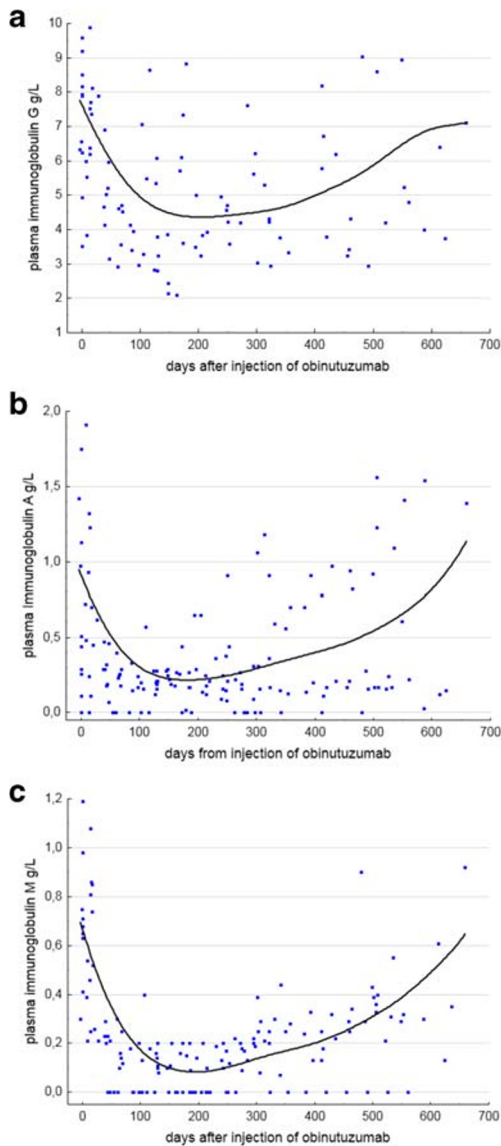 a
10
9
8
7
6
5
4
3
2
1
plasma immunoglobulin G g/L
0 100 200 300 400 500 600 700
days after injection of obinutuzumab
b
2,0
1,5
1,0
0,5
0,0
plasma Immunoglobulin A g/L
0 100 200 300 400 500 600 700
days from injection of obinutuzumab
c
1,2
1,0
0,8
0,6
0,4
0,2
0,0
plasma immunoglobulin M g/L
0 100 200 300 400 500 600 700
days after injection of obinutuzumab